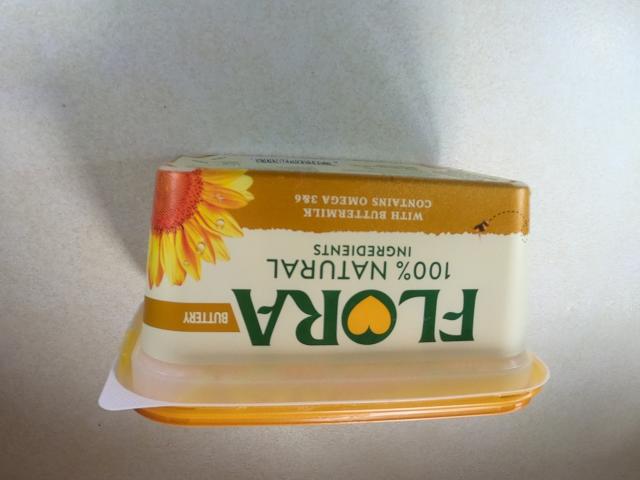 FLORA
BUTTERY
100% NATURAL
INGREDIENTS
WITH BUTTERMILK
CONTAINS OMEGA 3&6